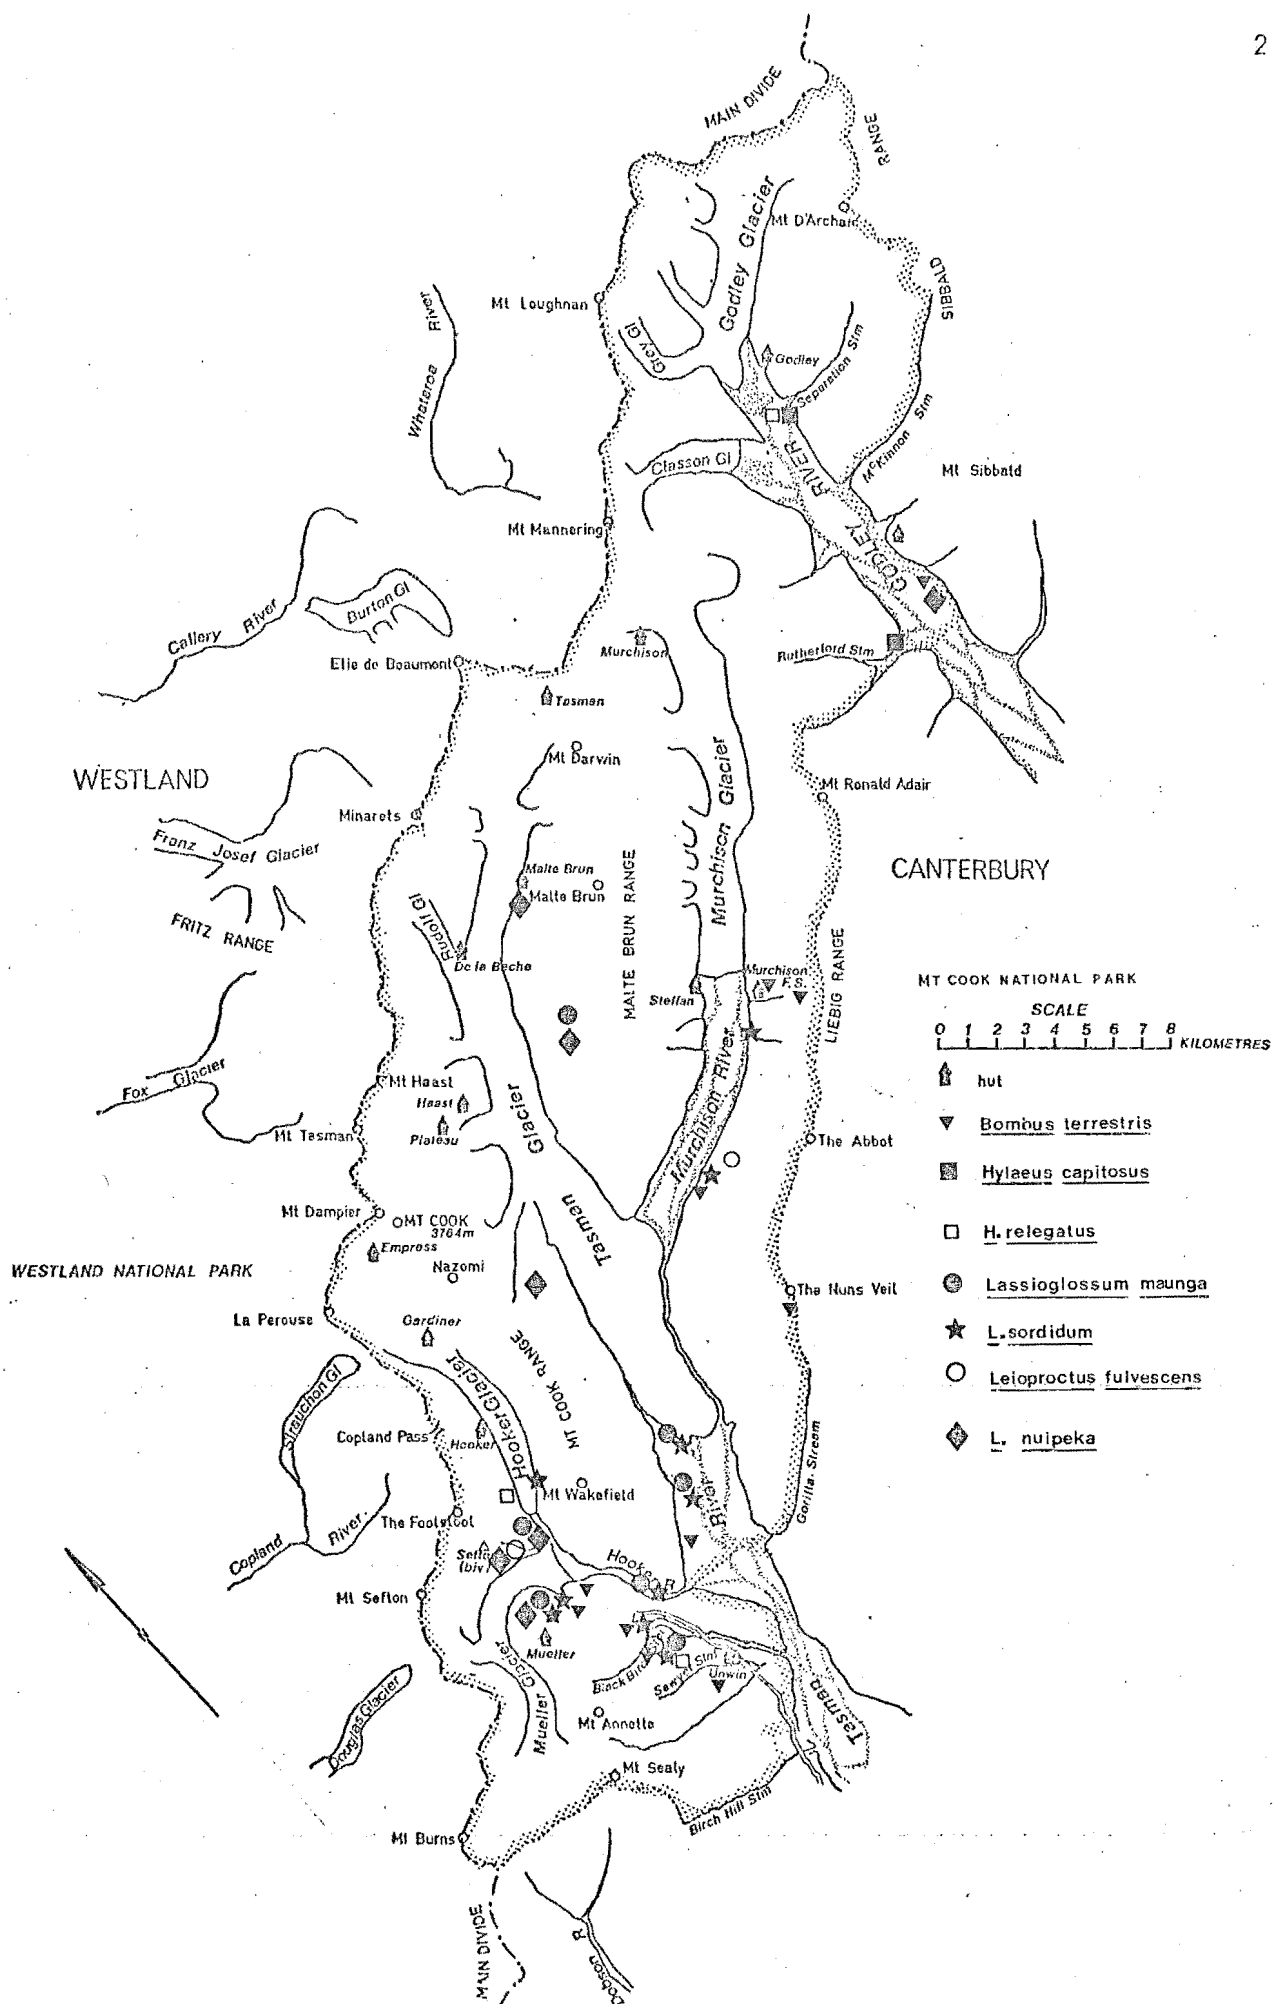 2
MAIN DIVIDE
RANGE
Godley Glacier
Mt D'Archaic
SIBBALD
Mt Loughnan
Whataroa River
Grey Gl
Godley
Separation Stm
McKinnon Stm
Classon Gl
GODLEY RIVER
Mt Sibbald
Mt Mannering
Callery River
Burton Gl
Elie de Beaumont
Murchison
Rutherford Stm
Tasman
Mt Darwin
WESTLAND
Murchison Glacier
Mt Ronald Adair
Minarets
Franz Josef Glacier
CANTERBURY
Malte Brun
Malte Brun
MALTE BRUN RANGE
FRITZ RANGE
Rudolf Gl
De la Beche
Steffan
Murchison F.S.
LIEBIG RANGE
MT COOK NATIONAL PARK
SCALE
0 1 2 3 4 5 6 7 8
KILOMETRES
Fox Glacier
Mt Haast
Haast
Plateau
Mt Tasman
Murchison River
The Abbot
hut
Bombus terrestris
Hylaeus capitosus
H. relegatus
Lassioglossum maunga
L. sordidum
Leioproctus fulvescens
L. nuipeka
Tasman Glacier
Mt Dampier
MT COOK
3764m
Empress
Nazomi
WESTLAND NATIONAL PARK
The Nuns Veil
La Perouse
Gardiner
Strauchon Gl
Hooker Glacier
MT COOK RANGE
Copland Pass
Hooker
Mt Wakefield
Gorilla Stream
The Footstool
Copland River
River
Sefton
(biv)
Hooker R
Mt Sefton
Mueller
Mueller Glacier
Black Bir
Sawyr Stm
Unwin
Tasman
Douglas Glacier
Mt Annette
Mt Sealy
Birch Hill Stm
Mt Burns
MAIN DIVIDE
Dobson R